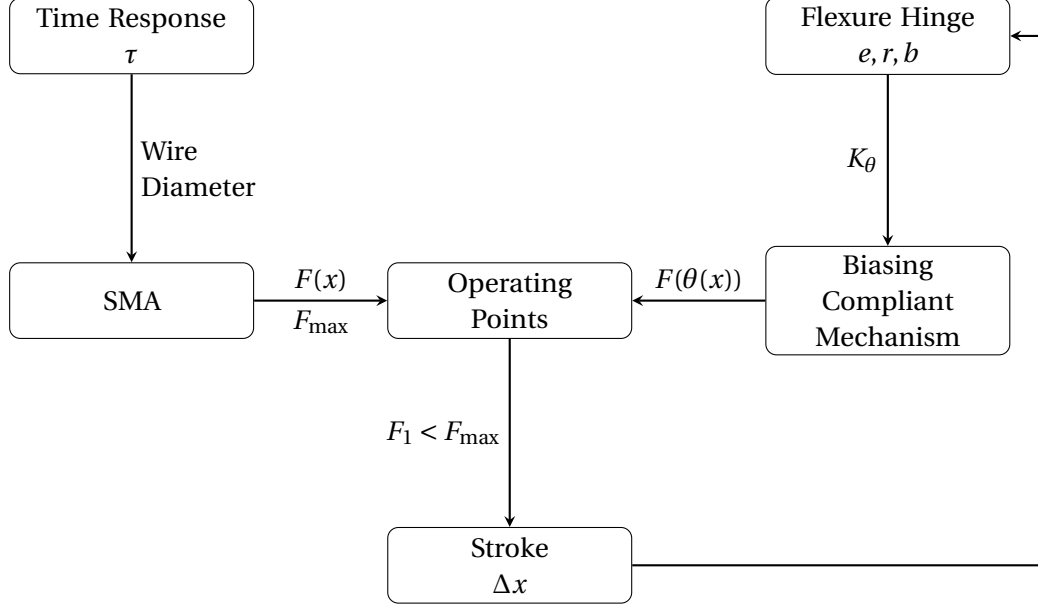 Time Response
τ
Flexure Hinge
e, r, b
Wire
Diameter
K_θ
SMA
F(x)
F_max
Operating
Points
F(θ(x))
Biasing
Compliant
Mechanism
F_1 < F_max
Stroke
Δx